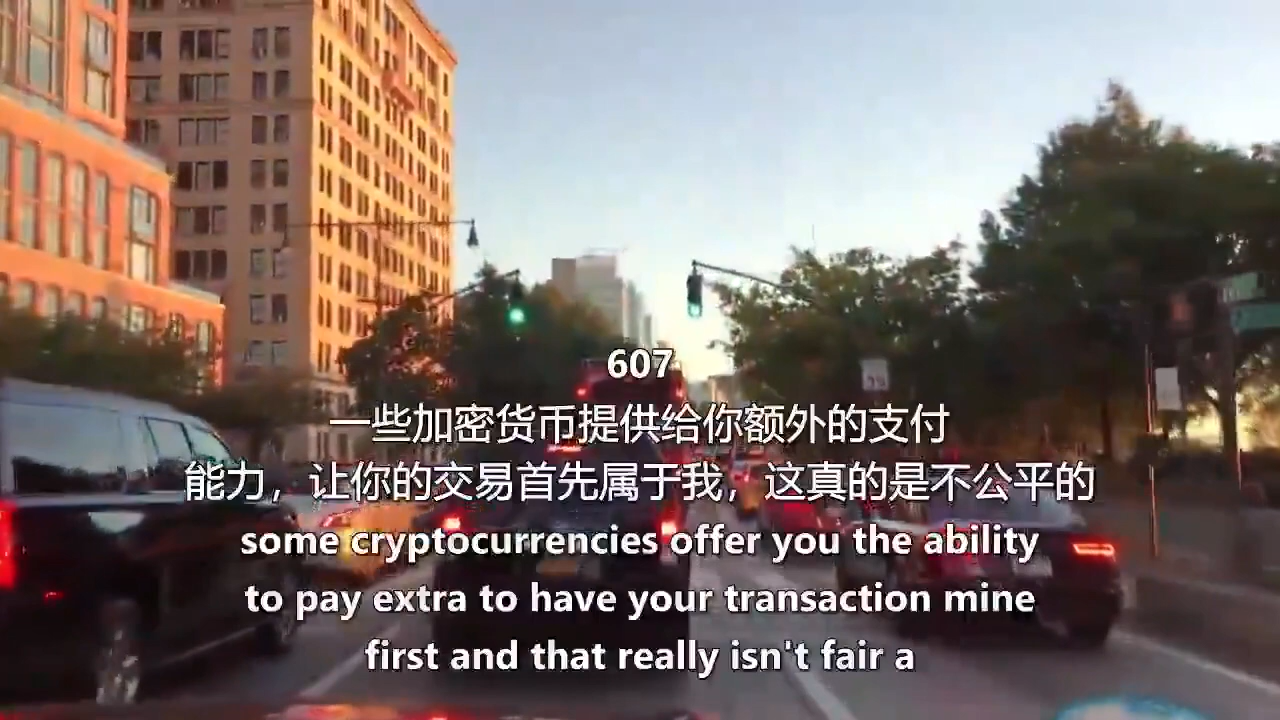 607
一些加密货币提供给你额外的支付
能力，让你的交易首先属于我，这真的是不公平的
some cryptocurrencies offer you the ability
to pay extra to have your transaction mine
first and that really isn't fair a